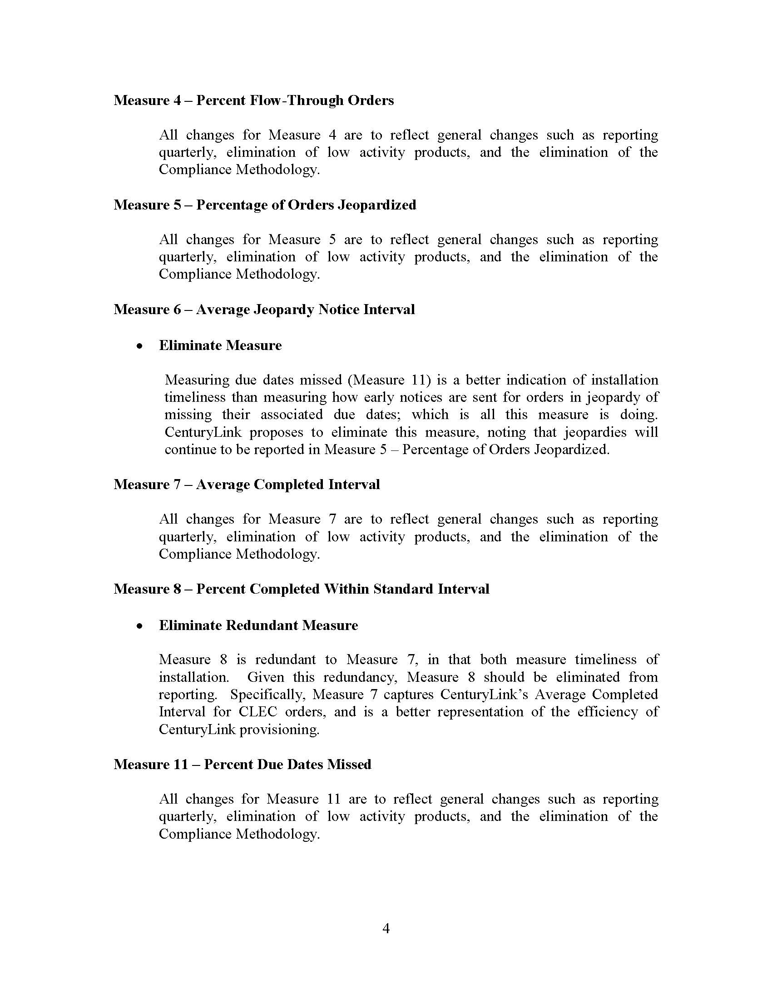 Measure 4 – Percent Flow-Through Orders
All changes for Measure 4 are to reflect general changes such as reporting
quarterly, elimination of low activity products, and the elimination of the
Compliance Methodology.
Measure 5 – Percentage of Orders Jeopardized
All changes for Measure 5 are to reflect general changes such as reporting
quarterly, elimination of low activity products, and the elimination of the
Compliance Methodology.
Measure 6 – Average Jeopardy Notice Interval
• Eliminate Measure
Measuring due dates missed (Measure 11) is a better indication of installation
timeliness than measuring how early notices are sent for orders in jeopardy of
missing their associated due dates; which is all this measure is doing.
CenturyLink proposes to eliminate this measure, noting that jeopardies will
continue to be reported in Measure 5 – Percentage of Orders Jeopardized.
Measure 7 – Average Completed Interval
All changes for Measure 7 are to reflect general changes such as reporting
quarterly, elimination of low activity products, and the elimination of the
Compliance Methodology.
Measure 8 – Percent Completed Within Standard Interval
• Eliminate Redundant Measure
Measure 8 is redundant to Measure 7, in that both measure timeliness of
installation. Given this redundancy, Measure 8 should be eliminated from
reporting. Specifically, Measure 7 captures CenturyLink’s Average Completed
Interval for CLEC orders, and is a better representation of the efficiency of
CenturyLink provisioning.
Measure 11 – Percent Due Dates Missed
All changes for Measure 11 are to reflect general changes such as reporting
quarterly, elimination of low activity products, and the elimination of the
Compliance Methodology.
4